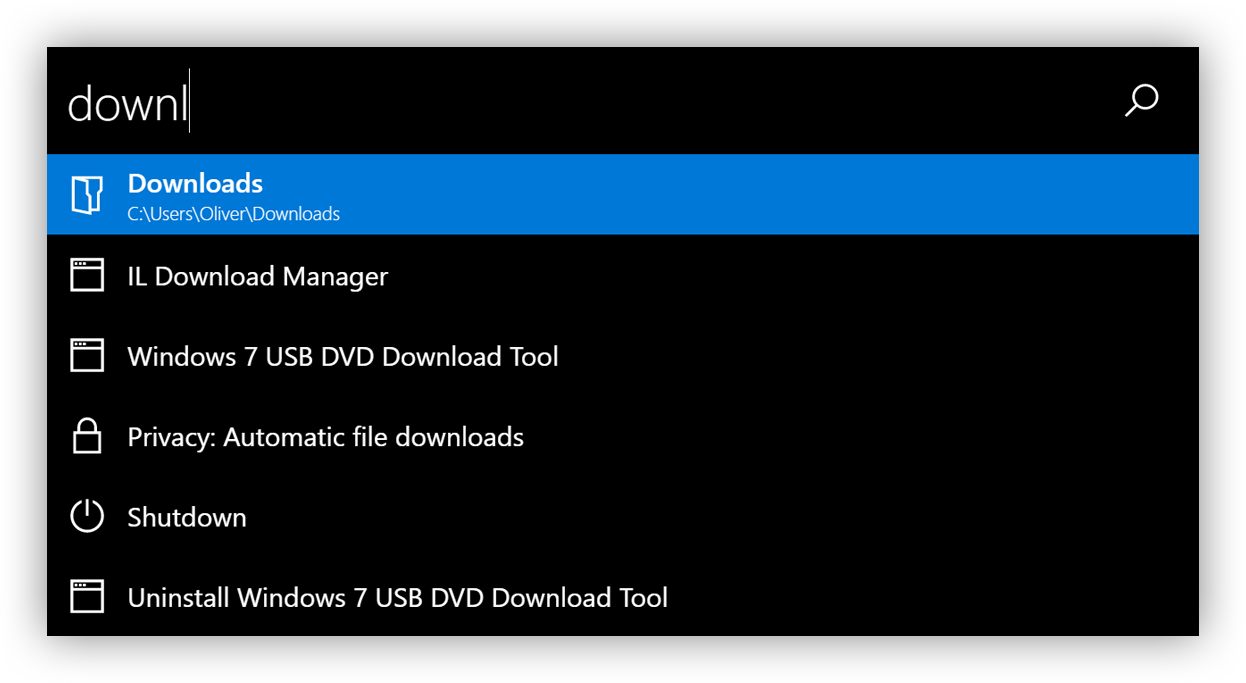 downl
Downloads
C:\Users\Oliver\Downloads
IL Download Manager
Windows 7 USB DVD Download Tool
Privacy: Automatic file downloads
Shutdown
Uninstall Windows 7 USB DVD Download Tool